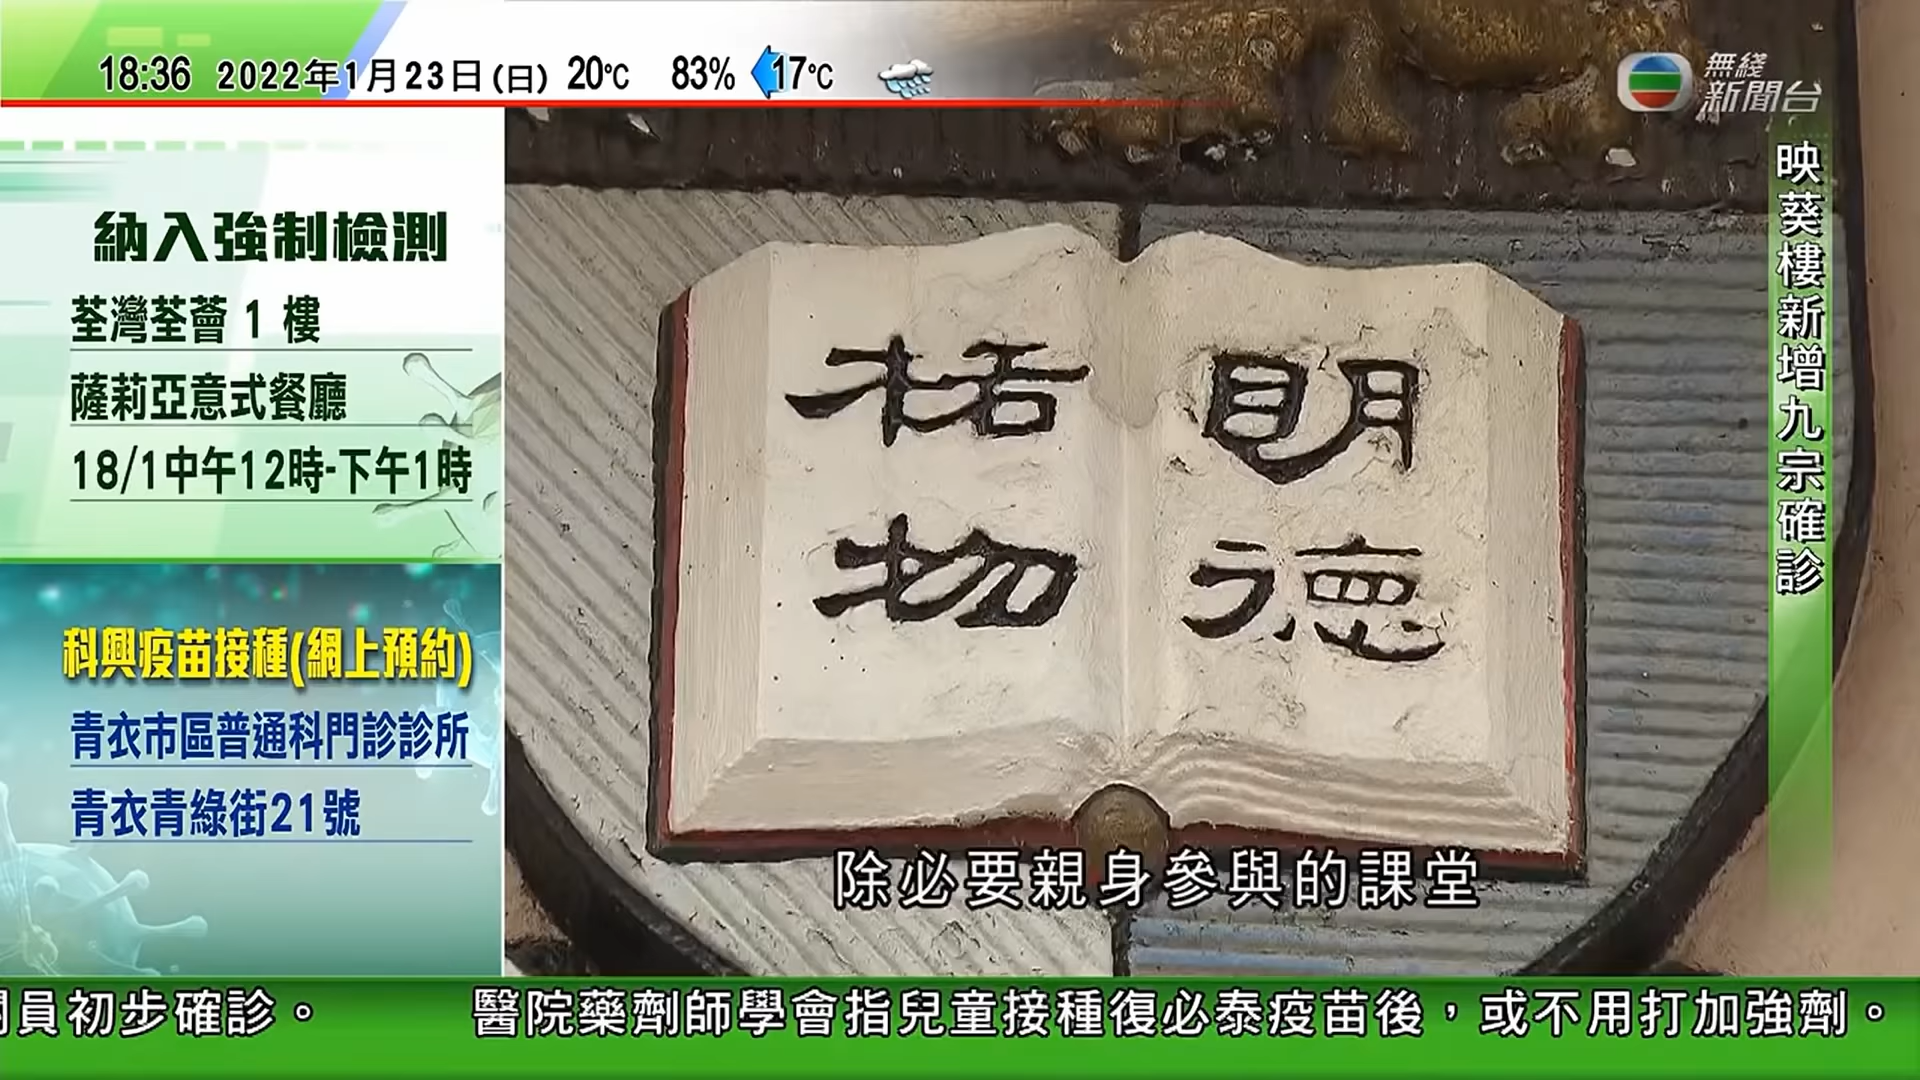 18:36 2022年1月23日(日) 20℃ 83% 17℃
無綫
新聞台
納入強制檢測
荃灣荃薈 1 樓
薩莉亞意式餐廳
18/1中午12時-下午1時
科興疫苗接種(網上預約)
青衣市區普通科門診診所
青衣青綠街21號
明德
格物
映葵樓新增九宗確診
除必要親身參與的課堂
員初步確診。 醫院藥劑師學會指兒童接種復必泰疫苗後，或不用打加強劑。